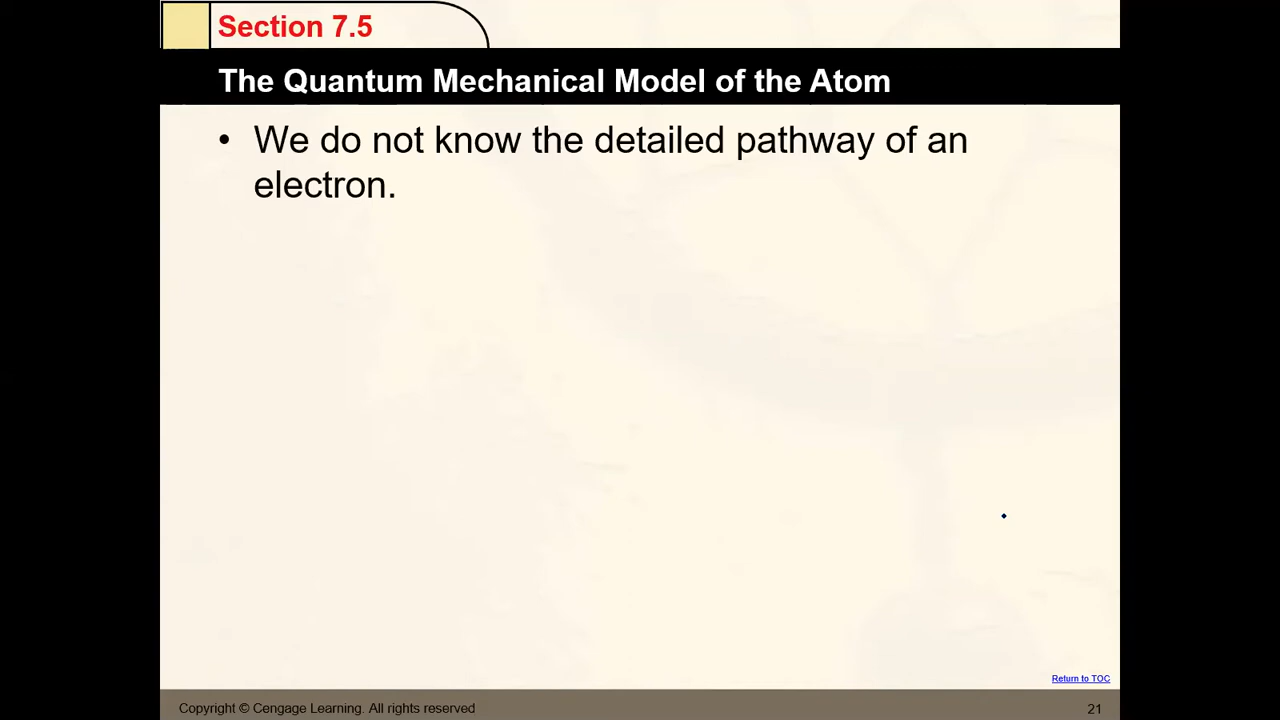 Section 7.5
The Quantum Mechanical Model of the Atom
• We do not know the detailed pathway of an
electron.
Return to TOC
Copyright © Cengage Learning. All rights reserved
21